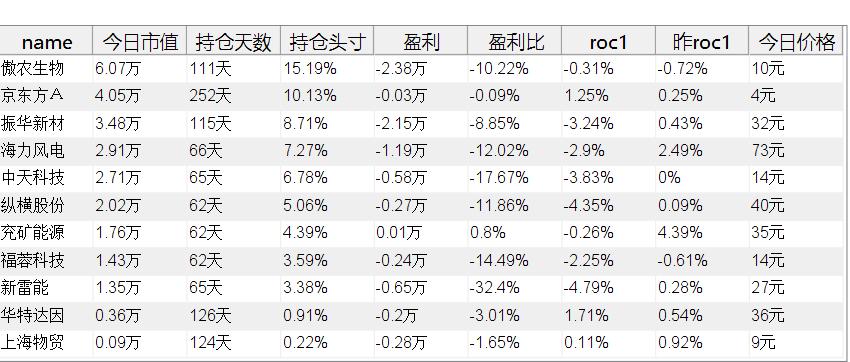 name 今日市值 持仓天数 持仓头寸 盈利 盈利比 roc1 昨roc1 今日价格
傲农生物 6.07万 111天 15.19% -2.38万 -10.22% -0.31% -0.72% 10元
京东方Ａ 4.05万 252天 10.13% -0.03万 -0.09% 1.25% 0.25% 4元
振华新材 3.48万 115天 8.71% -2.15万 -8.85% -3.24% 0.43% 32元
海力风电 2.91万 66天 7.27% -1.19万 -12.02% -2.9% 2.49% 73元
中天科技 2.71万 65天 6.78% -0.58万 -17.67% -3.83% 0% 14元
纵横股份 2.02万 62天 5.06% -0.27万 -11.86% -4.35% 0.09% 40元
兖矿能源 1.76万 62天 4.39% 0.01万 0.8% -0.26% 4.39% 35元
福蓉科技 1.43万 62天 3.59% -0.24万 -14.49% -2.25% -0.61% 14元
新雷能 1.35万 65天 3.38% -0.65万 -32.4% -4.79% 0.28% 27元
华特达因 0.36万 126天 0.91% -0.2万 -3.01% 1.71% 0.54% 36元
上海物贸 0.09万 124天 0.22% -0.28万 -1.65% 0.11% 0.92% 9元